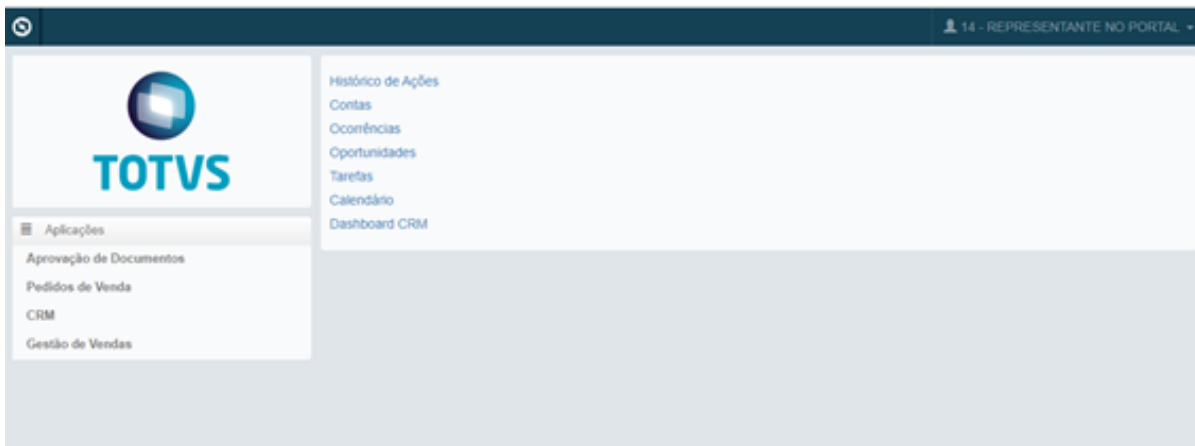 14 - REPRESENTANTE NO PORTAL
TOTVS
Aplicações
Aprovação de Documentos
Pedidos de Venda
CRM
Gestão de Vendas
Histórico de Ações
Contas
Ocorrências
Oportunidades
Tarefas
Calendário
Dashboard CRM